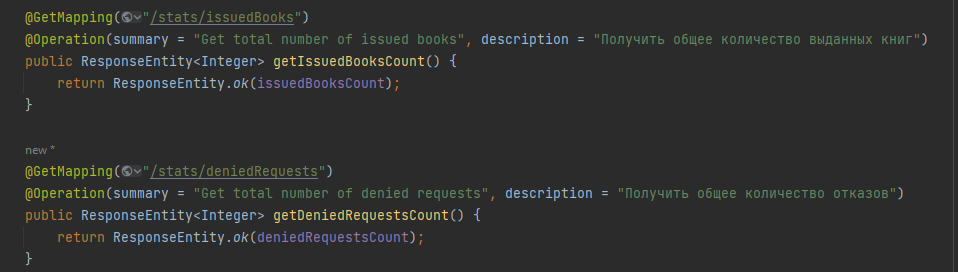 @GetMapping("/stats/issuedBooks")
@Operation(summary = "Get total number of issued books", description = "Получить общее количество выданных книг")
public ResponseEntity<Integer> getIssuedBooksCount() {
    return ResponseEntity.ok(issuedBooksCount);
}
new *
@GetMapping("/stats/deniedRequests")
@Operation(summary = "Get total number of denied requests", description = "Получить общее количество отказов")
public ResponseEntity<Integer> getDeniedRequestsCount() {
    return ResponseEntity.ok(deniedRequestsCount);
}